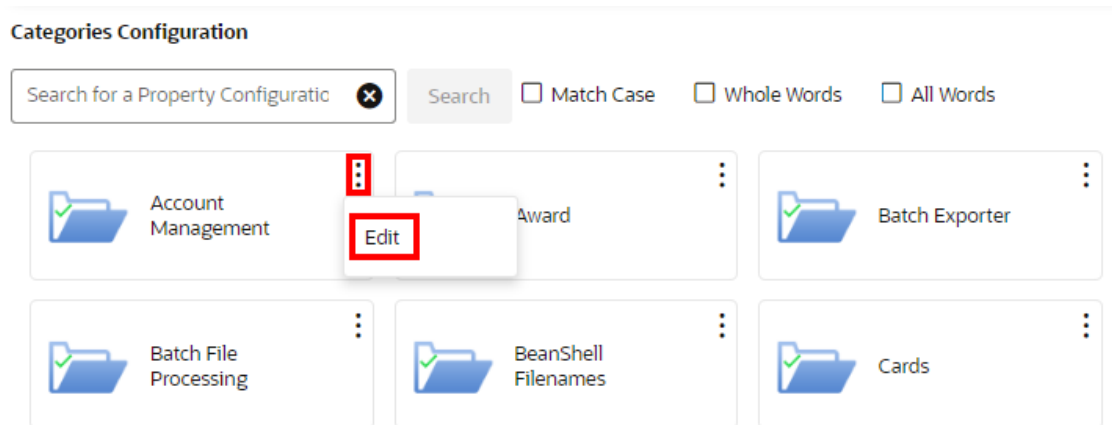 Categories Configuration
Search for a Property Configuratio
Search
Match Case
Whole Words
All Words
Account
Management
Edit
Award
Batch Exporter
Batch File
Processing
BeanShell
Filenames
Cards